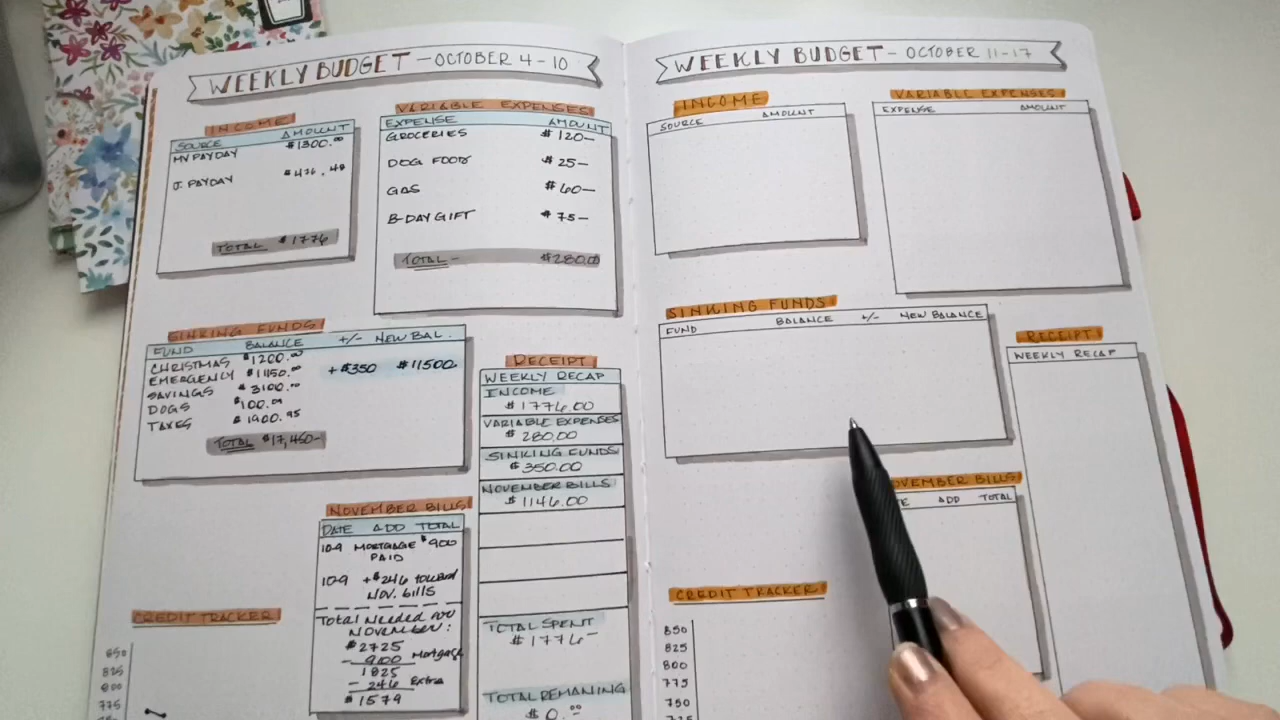 WEEKLY BUDGET - OCTOBER 4-10
INCOME
SOURCE AMOUNT
MY PAYDAY $1300.00
J. PAYDAY $476.40
TOTAL $1776
VARIABLE EXPENSES
EXPENSE AMOUNT
GROCERIES $120-
DOG FOOD $25-
GAS $60-
B-DAY GIFT $75-
TOTAL - $280.00
SINKING FUNDS
FUND BALANCE +/- NEW BAL.
CHRISTMAS $1200.00
EMERGENCY $11150.00 +$350 $11500.
SAVINGS $3100.00
DOGS $100.00
TAXES $1900.95
TOTAL $17,450-
RECEIPT
WEEKLY RECAP
INCOME
$1776.00
VARIABLE EXPENSES
$280.00
SINKING FUNDS
$350.00
NOVEMBER BILLS
$1146.00
TOTAL SPENT
$1776-
TOTAL REMANING
$0.00
NOVEMBER BILLS
DATE ADD TOTAL
10-9 MORTGAGE $900
PAID
10-9 +$246
NOV. bills
Total Needed for
NOVEMBER:
$2725
- 900 Mortgage
1825
- 246 Extra
$1579
CREDIT TRACKER
850
825
800
775
WEEKLY BUDGET - OCTOBER 11-17
INCOME
SOURCE AMOUNT
VARIABLE EXPENSES
EXPENSE AMOUNT
SINKING FUNDS
FUND BALANCE +/- NEW BALANCE
RECEIPT
WEEKLY RECAP
NOVEMBER BILLS
ADD TOTAL
CREDIT TRACKER
850
825
800
775
750